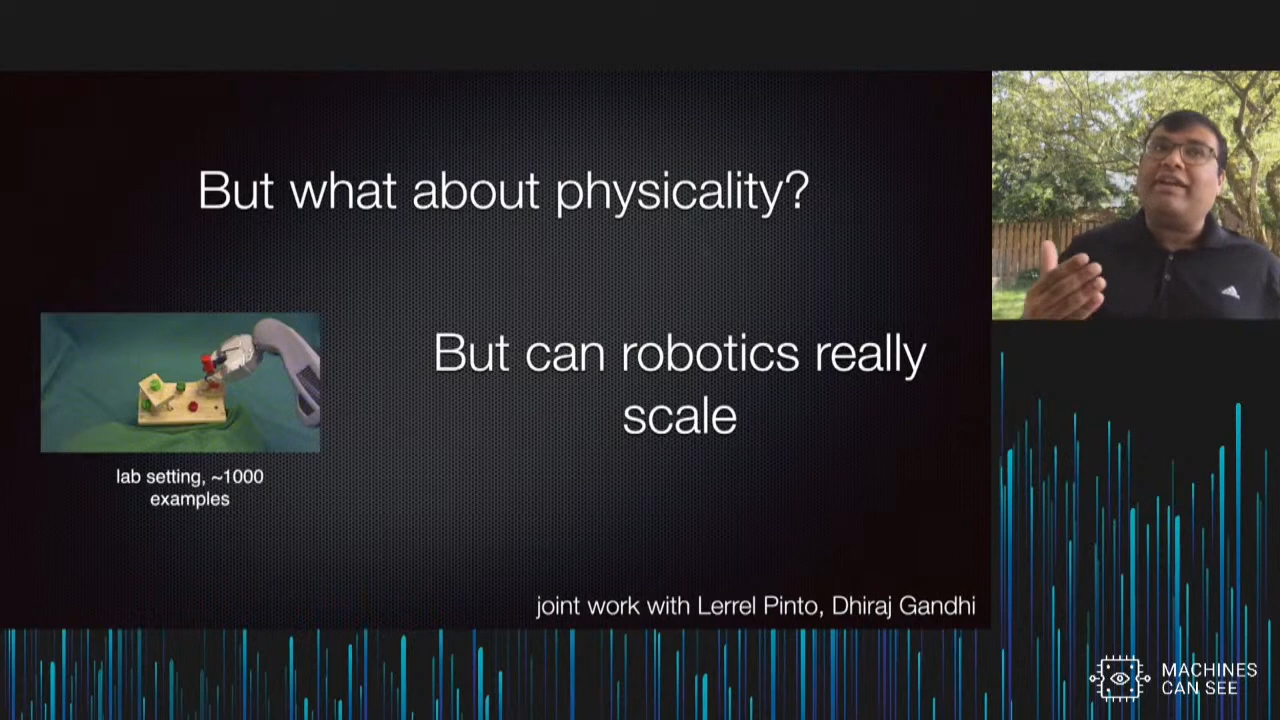 But what about physicality?
But can robotics really
scale
lab setting, ~1000
examples
joint work with Lerrel Pinto, Dhiraj Gandhi
MACHINES
CAN SEE